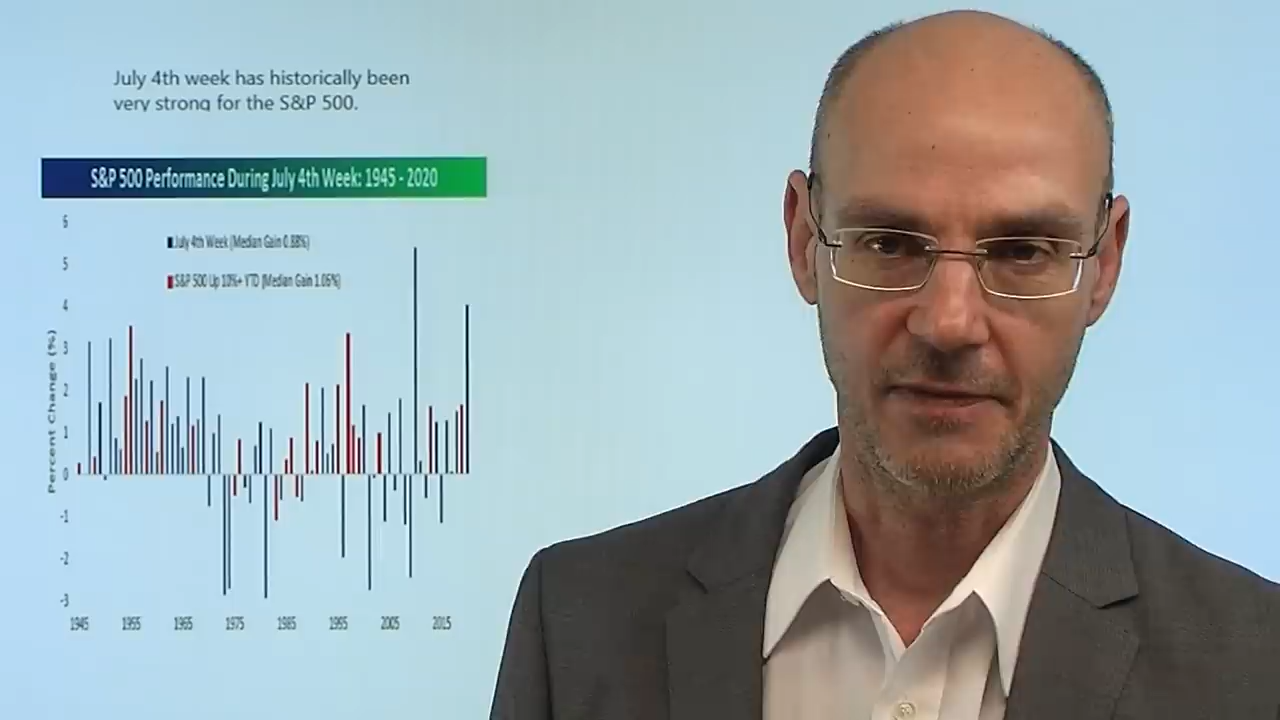 July 4th week has historically been
very strong for the S&P 500.
S&P 500 Performance During July 4th Week: 1945 - 2020
July 4th Week (Median Gain 0.88%)
S&P 500 Up 10%+ YTD (Median Gain 1.06%)
Percent Change (%)
6
5
4
3
2
1
0
-1
-2
-3
1945 1955 1965 1975 1985 1995 2005 2015